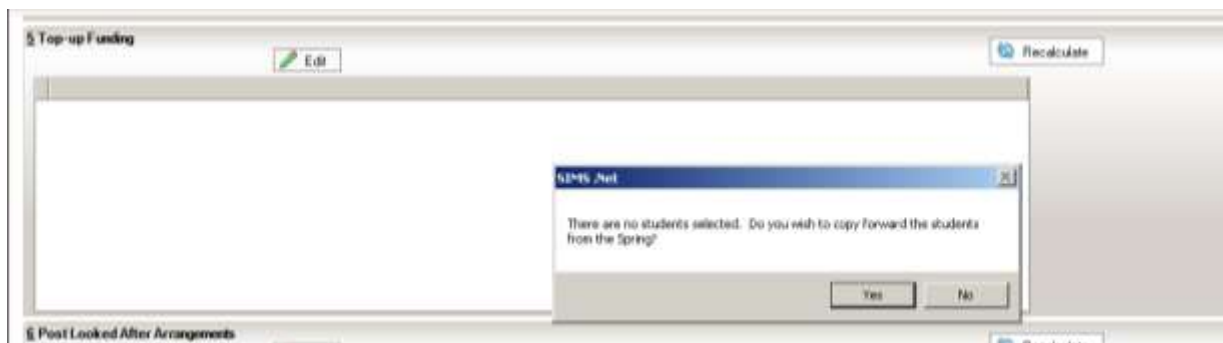 5 Top-up Funding
Edit
Recalculate
SIMS .Net
There are no students selected. Do you wish to copy forward the students
from the Spring?
Yes
No
6 Post Looked After Arrangements
Recalculate